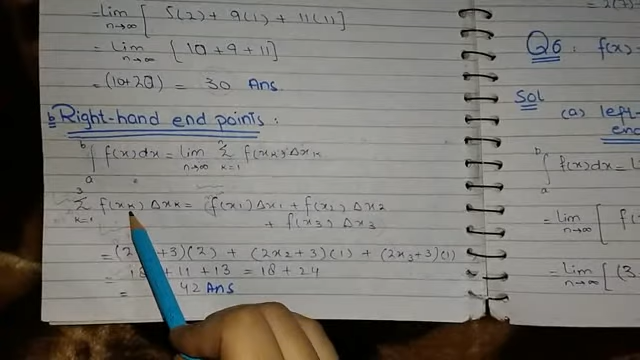 = lim n→∞ [ 5(2) + 9(1) + 11(1)]
= lim n→∞ [10 + 9 + 11]
= (10+20) = 30 Ans.
b Right-hand end points:
∫ₐᵇ f(x)dx = lim n→∞ Σ k=1 n f(xₖ) Δxₖ
Σ k=1 3 f(xₖ) Δxₖ = f(x₁)Δx₁ + f(x₂) Δx₂
+ f(x₃) Δx₃
= (2 +3)(2) + (2x₂+3)(1) + (2x₃+3)(1)
= 18 + 11 + 13 = 18 + 24
= 42 Ans
Q6: f(x)
Sol
(a) left-
end
∫ₐᵇ f(x)dx =
= lim n→∞ [ f(
= lim n→∞ [(3.